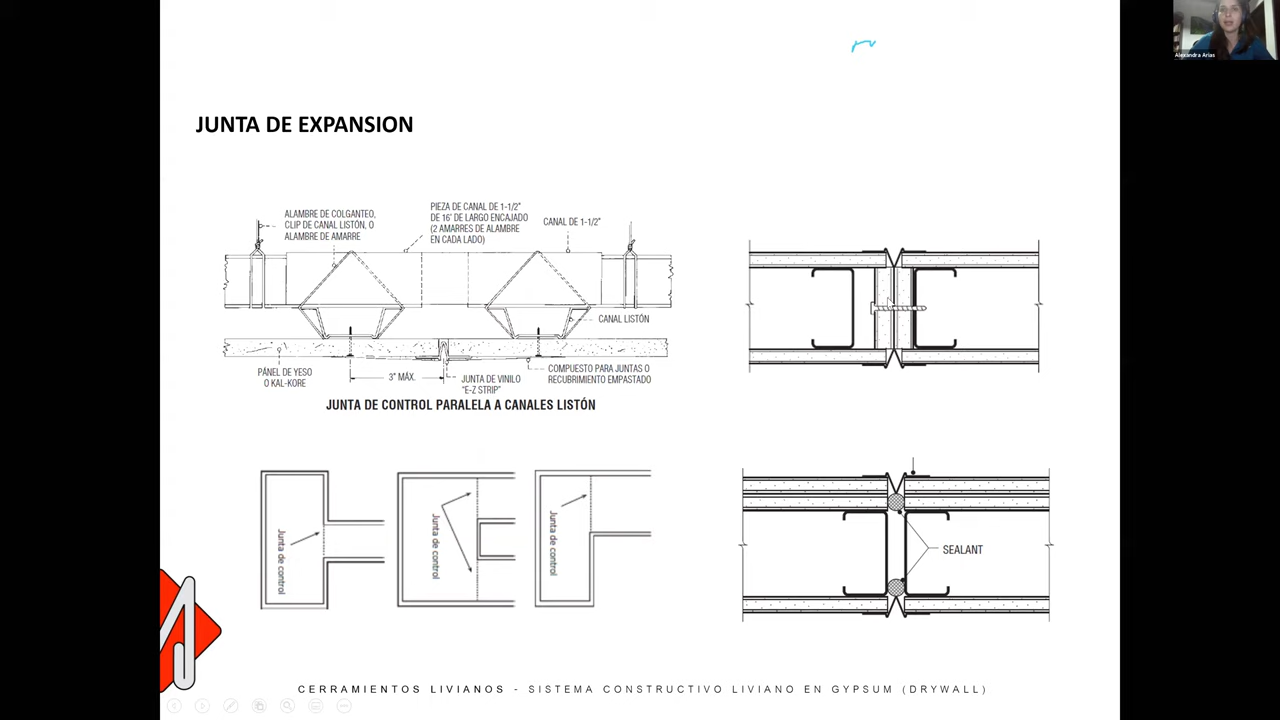 Alexandra Arias
JUNTA DE EXPANSION
ALAMBRE DE COLGANTEO,
CLIP DE CANAL LISTÓN, O
ALAMBRE DE AMARRE
PIEZA DE CANAL DE 1-1/2"
DE 16" DE LARGO ENCAJADO
(2 AMARRES DE ALAMBRE
EN CADA LADO)
CANAL DE 1-1/2"
CANAL LISTÓN
PÁNEL DE YESO
O KAL-KORE
3" MÁX.
JUNTA DE VINILO
"E-Z STRIP"
COMPUESTO PARA JUNTAS O
RECUBRIMIENTO EMPASTADO
JUNTA DE CONTROL PARALELA A CANALES LISTÓN
Junta de control
Junta de control
Junta de control
SEALANT
CERRAMIENTOS LIVIANOS - SISTEMA CONSTRUCTIVO LIVIANO EN GYPSUM (DRYWALL)